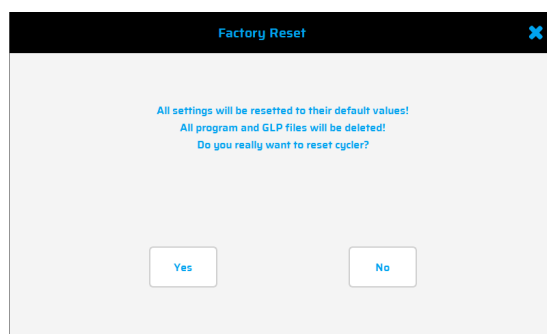 Factory Reset
All settings will be resetted to their default values!
All program and GLP files will be deleted!
Do you really want to reset cycler?
Yes
No